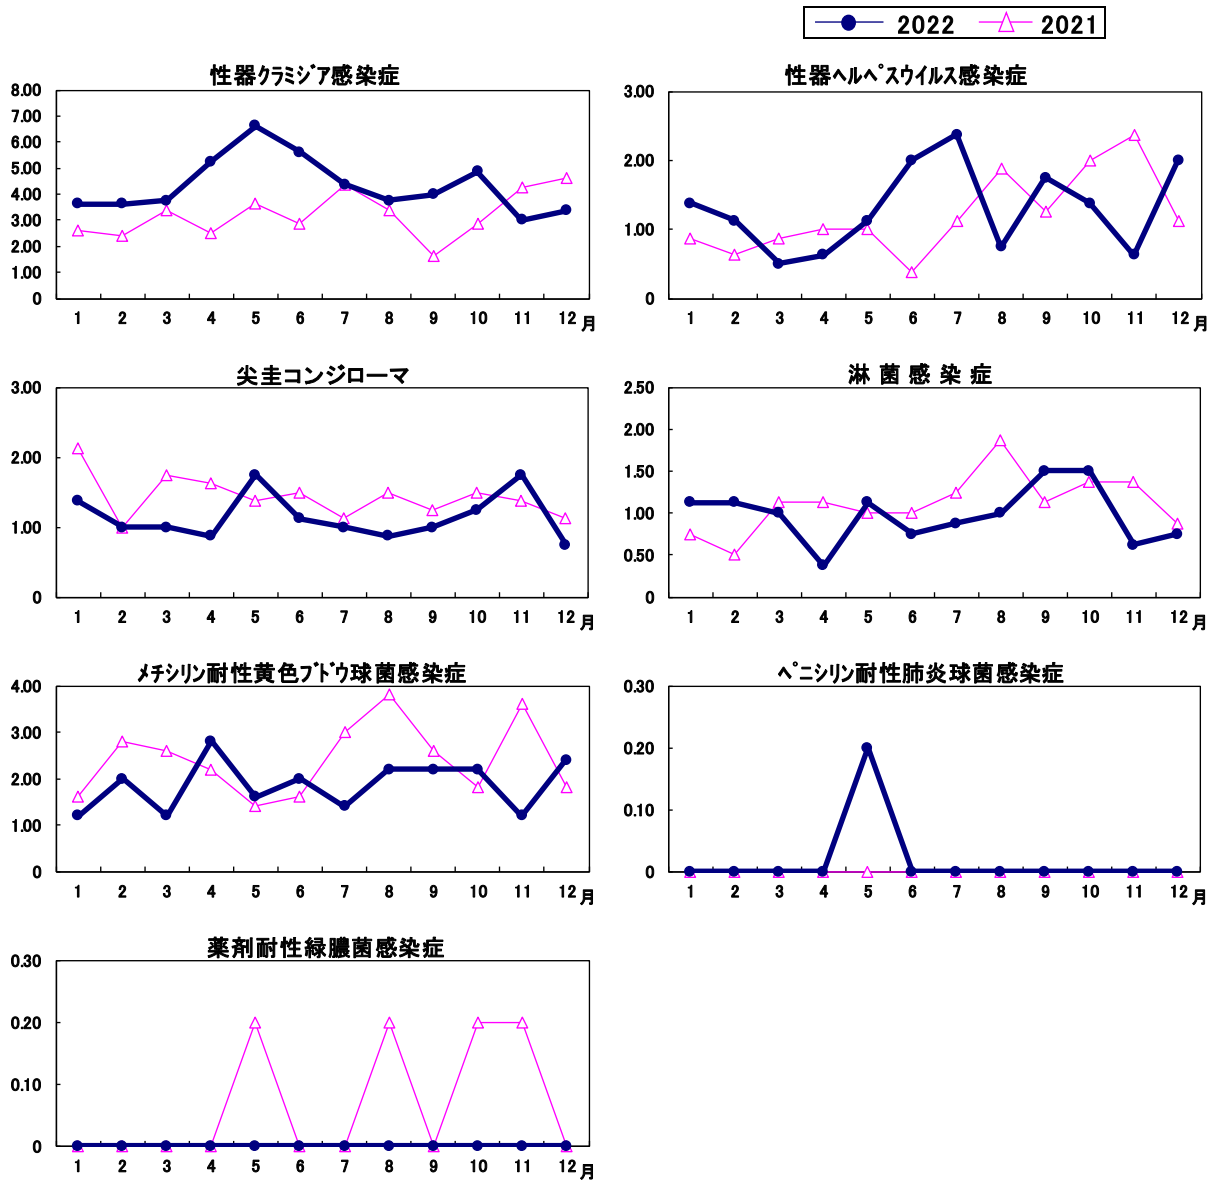 2022 2021
性器クラミジア感染症
8.00
7.00
6.00
5.00
4.00
3.00
2.00
1.00
0
1 2 3 4 5 6 7 8 9 10 11 12 月
性器ヘルペスウイルス感染症
3.00
2.00
1.00
0
1 2 3 4 5 6 7 8 9 10 11 12 月
尖圭コンジローマ
3.00
2.00
1.00
0
1 2 3 4 5 6 7 8 9 10 11 12 月
淋菌感染症
2.50
2.00
1.50
1.00
0.50
0
1 2 3 4 5 6 7 8 9 10 11 12 月
メチシリン耐性黄色ブドウ球菌感染症
4.00
3.00
2.00
1.00
0
1 2 3 4 5 6 7 8 9 10 11 12 月
ペニシリン耐性肺炎球菌感染症
0.30
0.20
0.10
0
1 2 3 4 5 6 7 8 9 10 11 12 月
薬剤耐性緑膿菌感染症
0.30
0.20
0.10
0
1 2 3 4 5 6 7 8 9 10 11 12 月